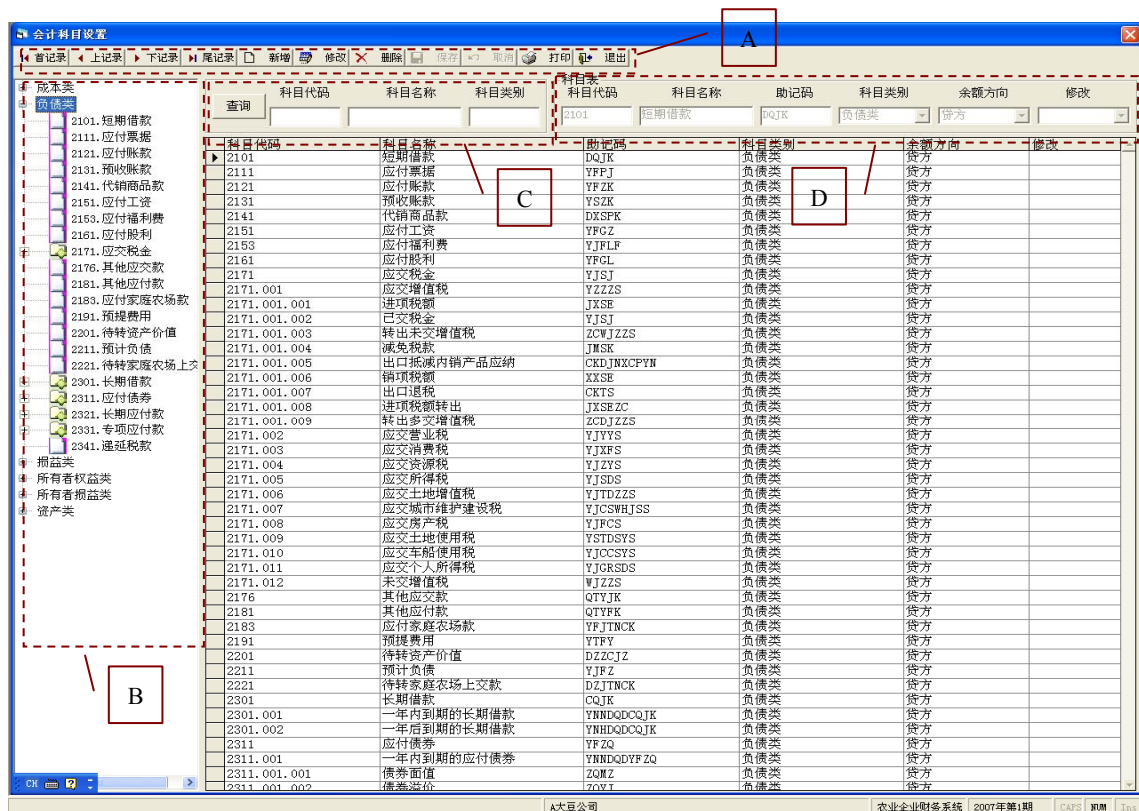 会计科目设置
首记录 上记录 下记录 尾记录 新增 修改 删除 保存 取消 打印 退出
A
成本类
负债类
2101.短期借款
2111.应付票据
2121.应付账款
2131.预收账款
2141.代销商品款
2151.应付工资
2153.应付福利费
2161.应付股利
2171.应交税金
2176.其他应交款
2181.其他应付款
2183.应付家庭农场款
2191.预提费用
2201.待转资产价值
2211.预计负债
2221.待转家庭农场上交
2301.长期借款
2311.应付债券
2321.长期应付款
2331.专项应付款
2341.递延税款
损益类
所有者权益类
所有者损益类
资产类
B
查询 科目代码 科目名称 科目类别
C
科目表
科目代码 科目名称 助记码 科目类别 余额方向 修改
2101 短期借款 DQJK 负债类 贷方
D
科目代码 科目名称 助记码 科目类别 余额方向 修改
2101 短期借款 DQJK 负债类 贷方
2111 应付票据 YFPJ 负债类 贷方
2121 应付账款 YFZK 负债类 贷方
2131 预收账款 YSZK 负债类 贷方
2141 代销商品款 DXSPK 负债类 贷方
2151 应付工资 YFGZ 负债类 贷方
2153 应付福利费 YJFLF 负债类 贷方
2161 应付股利 YFGL 负债类 贷方
2171 应交税金 YJSJ 负债类 贷方
2171.001 应交增值税 YZZZS 负债类 贷方
2171.001.001 进项税额 JXSE 负债类 贷方
2171.001.002 已交税金 YJSJ 负债类 贷方
2171.001.003 转出未交增值税 ZCWJZZS 负债类 贷方
2171.001.004 减免税款 JMSK 负债类 贷方
2171.001.005 出口抵减内销产品应纳 CKDJNXCPYN 负债类 贷方
2171.001.006 销项税额 XXSE 负债类 贷方
2171.001.007 出口退税 CKTS 负债类 贷方
2171.001.008 进项税额转出 JXSEZC 负债类 贷方
2171.001.009 转出多交增值税 ZCDJZZS 负债类 贷方
2171.002 应交营业税 YJYYS 负债类 贷方
2171.003 应交消费税 YJXFS 负债类 贷方
2171.004 应交资源税 YJZYS 负债类 贷方
2171.005 应交所得税 YJSDS 负债类 贷方
2171.006 应交土地增值税 YJTDZZS 负债类 贷方
2171.007 应交城市维护建设税 YJCSWHJSS 负债类 贷方
2171.008 应交房产税 YJFCS 负债类 贷方
2171.009 应交土地使用税 YSTDSYS 负债类 贷方
2171.010 应交车船使用税 YJCCSYS 负债类 贷方
2171.011 应交个人所得税 YJGRSDS 负债类 贷方
2171.012 未交增值税 WJZZS 负债类 贷方
2176 其他应交款 QTYJK 负债类 贷方
2181 其他应付款 QTYFK 负债类 贷方
2183 应付家庭农场款 YFJTNCK 负债类 贷方
2191 预提费用 YTFY 负债类 贷方
2201 待转资产价值 DZZCJZ 负债类 贷方
2211 预计负债 YJFZ 负债类 贷方
2221 待转家庭农场上交款 DZJTNCK 负债类 贷方
2301 长期借款 CQJK 负债类 贷方
2301.001 一年内到期的长期借款 YNNDQDCQJK 负债类 贷方
2301.002 一年后到期的长期借款 YNHDQDCQJK 负债类 贷方
2311 应付债券 YFZQ 负债类 贷方
2311.001 一年内到期的应付债券 YNNDQDYFZQ 负债类 贷方
2311.001.001 债券面值 ZQMZ 负债类 贷方
2311.001.002 债券溢价 ZQYJ 负债类 贷方
CH
A大豆公司 农业企业财务系统 2007年第1期 CAPS NUM Ins